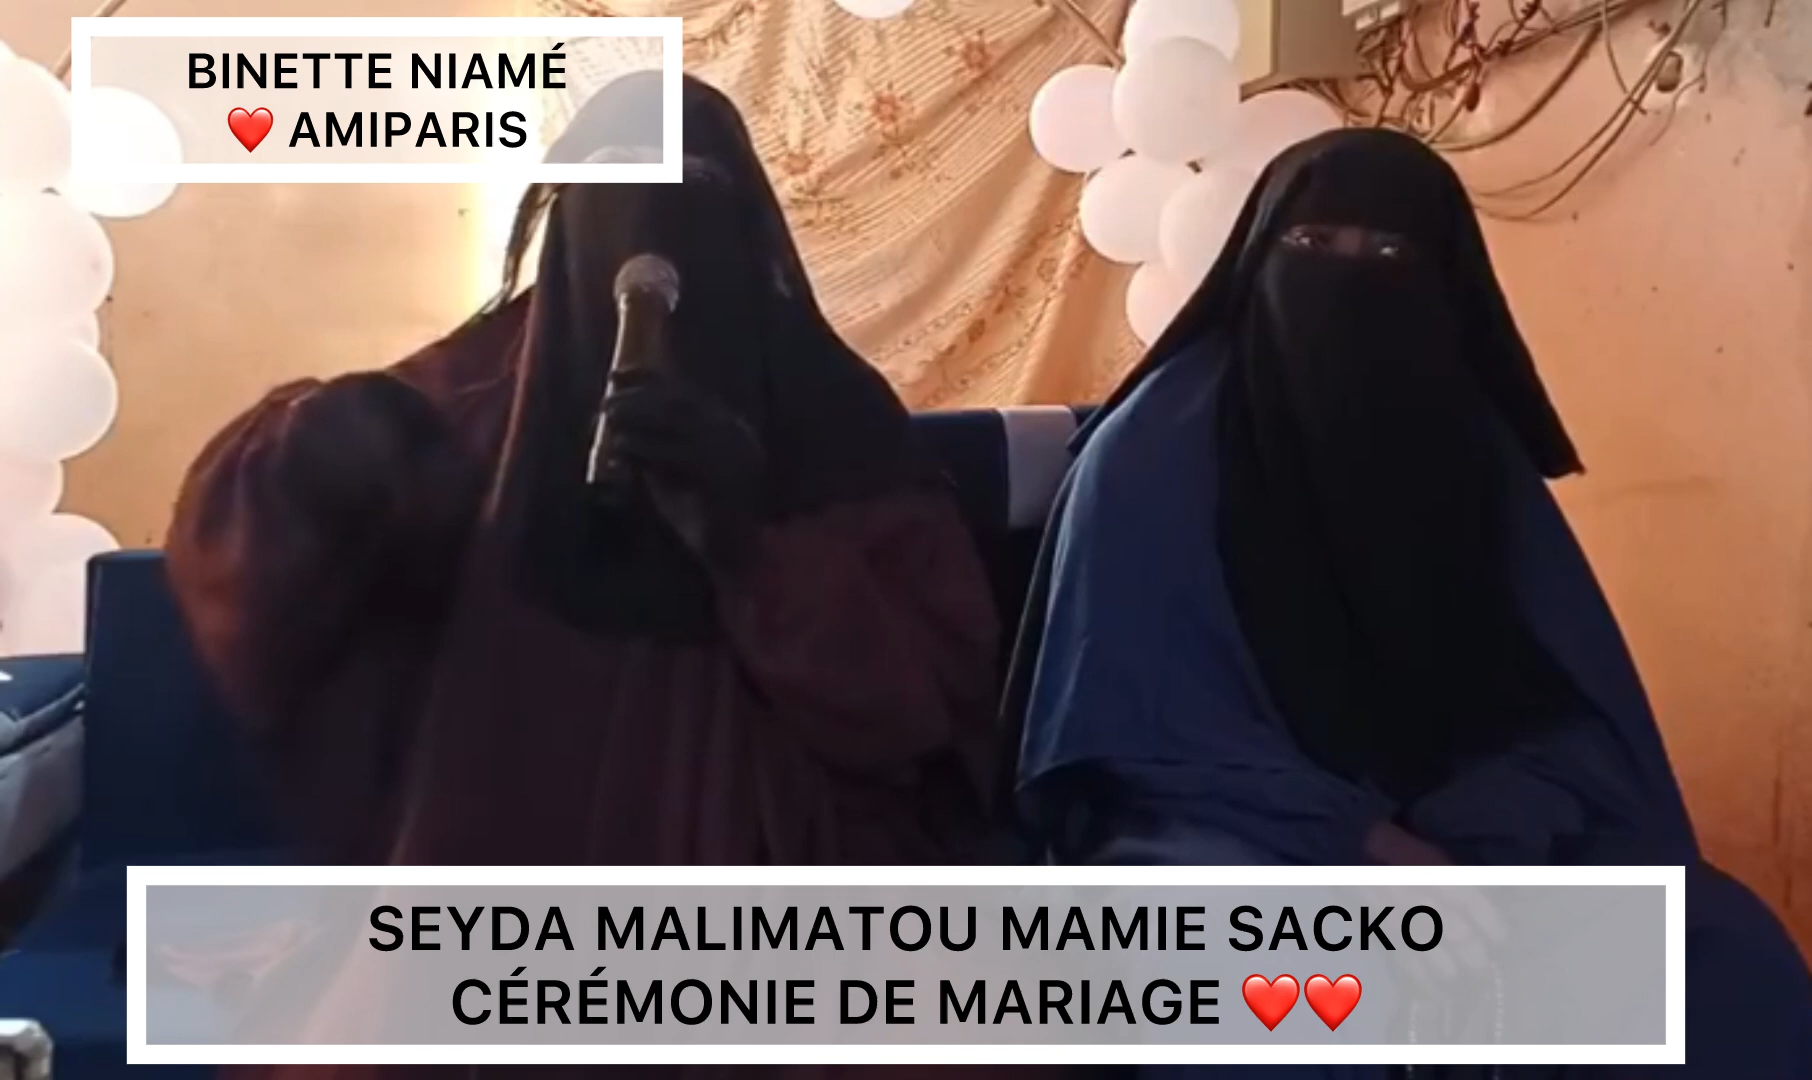 BINETTE NIAMÉ
❤️ AMIPARIS
SEYDA MALIMATOU MAMIE SACKO
CÉRÉMONIE DE MARIAGE ❤️❤️